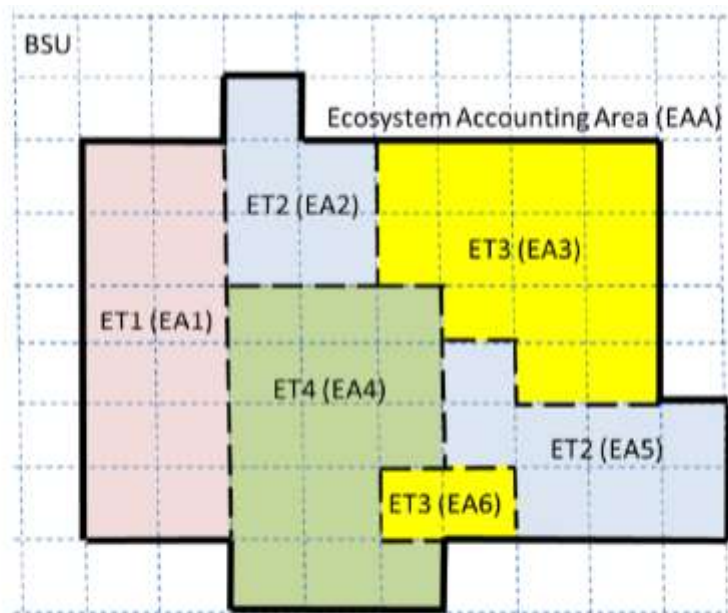 BSU
Ecosystem Accounting Area (EAA)
ET2 (EA2)
ET3 (EA3)
ET1 (EA1)
ET4 (EA4)
ET2 (EA5)
ET3 (EA6)